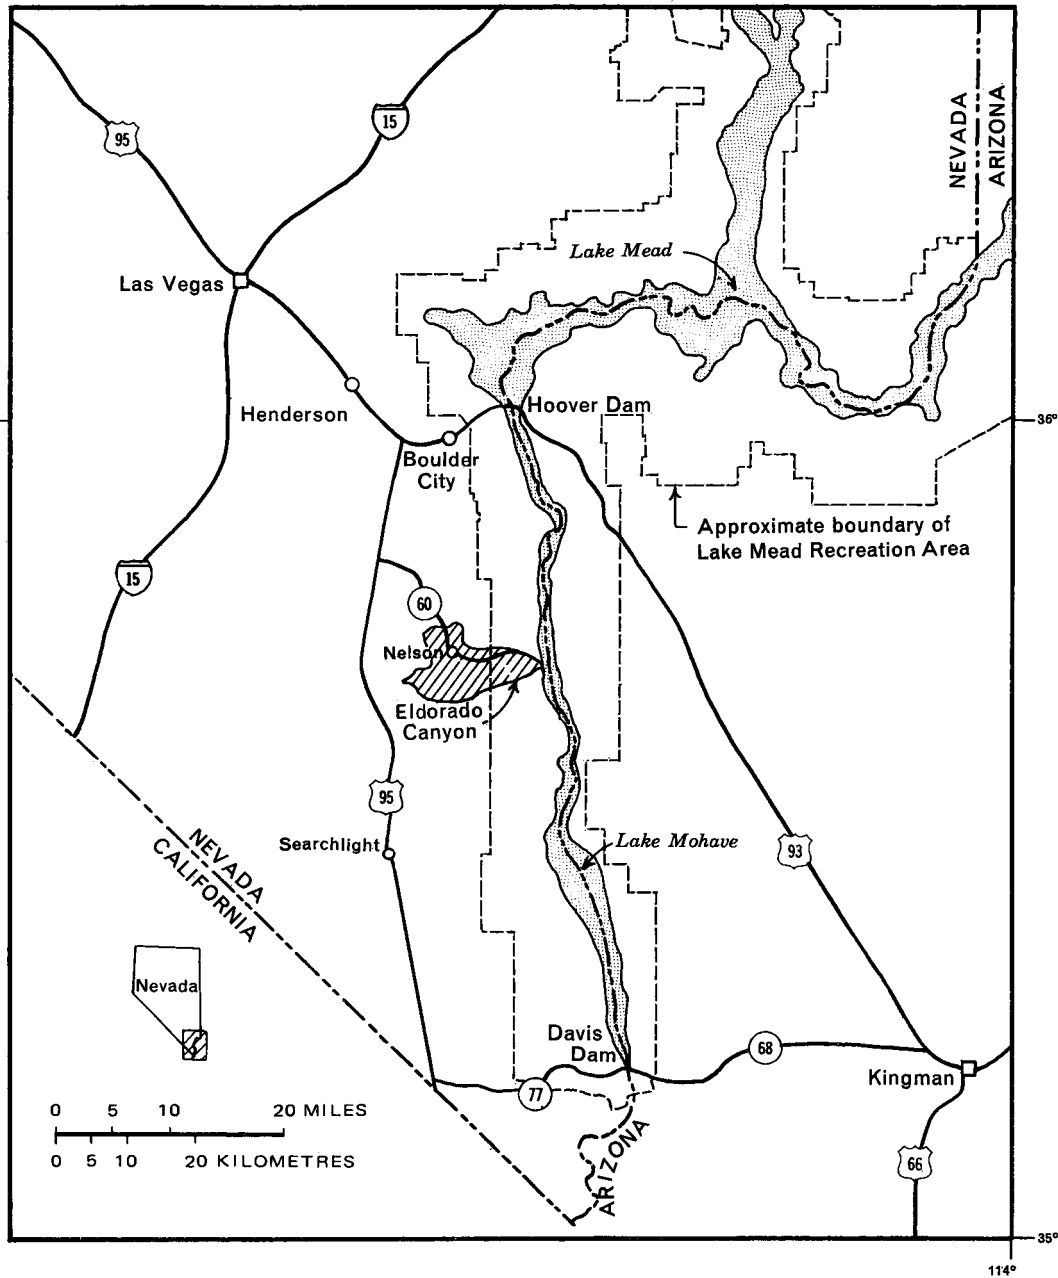 95
15
NEVADA
ARIZONA
Lake Mead
Las Vegas
Henderson
Hoover Dam
36°
Boulder
City
Approximate boundary of
Lake Mead Recreation Area
15
60
Nelson
Eldorado
Canyon
95
Searchlight
Lake Mohave
93
NEVADA
CALIFORNIA
Nevada
Davis
Dam
68
Kingman
77
ARIZONA
66
0 5 10 20 MILES
0 5 10 20 KILOMETRES
35°
114°